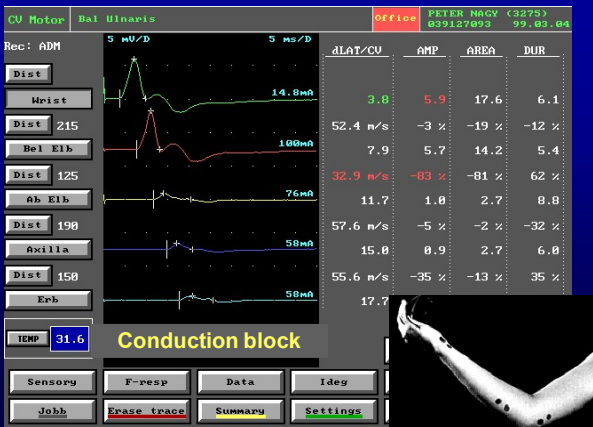 CV Motor Bal Ulnaris Office PETER NAGY (3275)
039127093 99.03.04
Rec: ADM 5 mV/D 5 ms/D dLAT/CV AMP AREA DUR
Dist
Wrist 14.8mA 3.8 5.9 17.6 6.1
Dist 215 52.4 m/s -3 % -19 % -12 %
Bel Elb 100mA 7.9 5.7 14.2 5.4
Dist 125 32.9 m/s -83 % -81 % 62 %
Ab Elb 76mA 11.7 1.0 2.7 8.8
Dist 190 57.6 m/s -5 % -2 % -32 %
Axilla 58mA 15.0 0.9 2.7 6.0
Dist 150 55.6 m/s -35 % -13 % 35 %
Erb 58mA 17.7
TEMP 31.6 Conduction block
Sensory F-resp Data Ideg
Jobb Erase trace Summary Settings